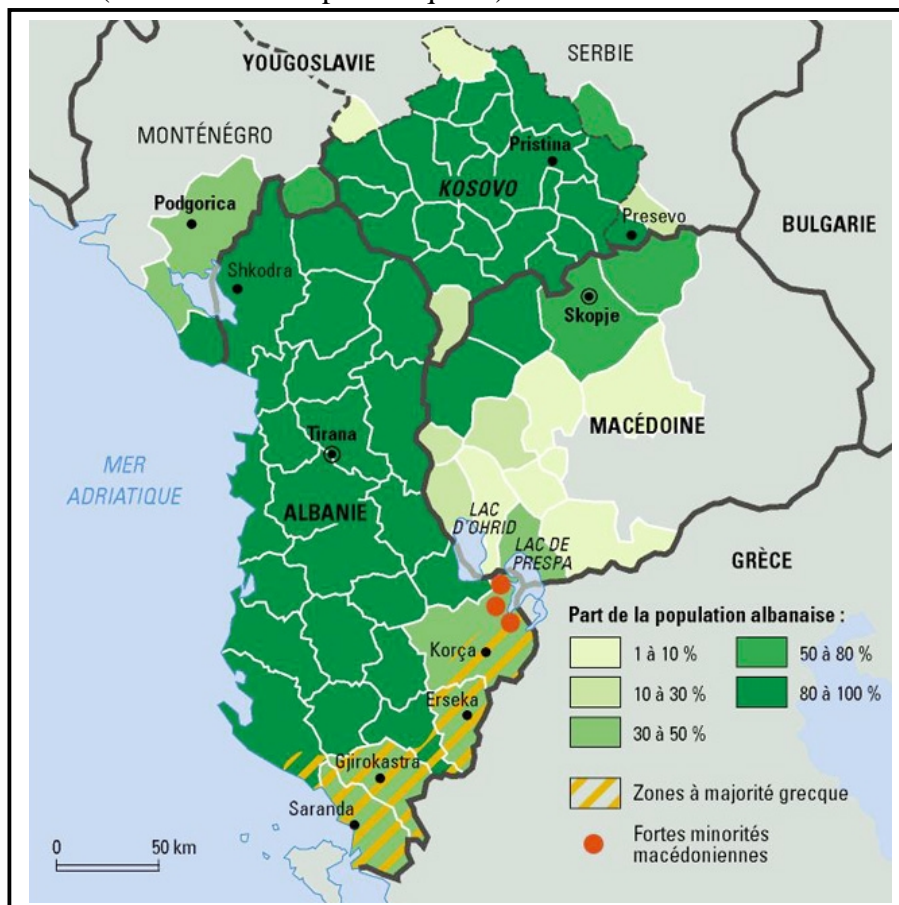 YOUGOSLAVIE
SERBIE
MONTÉNÉGRO
Pristina
KOSOVO
Podgorica
Presevo
BULGARIE
Shkodra
Skopje
MACÉDOINE
Tirana
MER
ADRIATIQUE
ALBANIE
LAC
D'OHRID
LAC DE
PRESPA
GRÈCE
Korça
Erseka
Gjirokastra
Saranda
0 50 km
Part de la population albanaise :
1 à 10 %
10 à 30 %
30 à 50 %
50 à 80 %
80 à 100 %
Zones à majorité grecque
Fortes minorités
macédoniennes